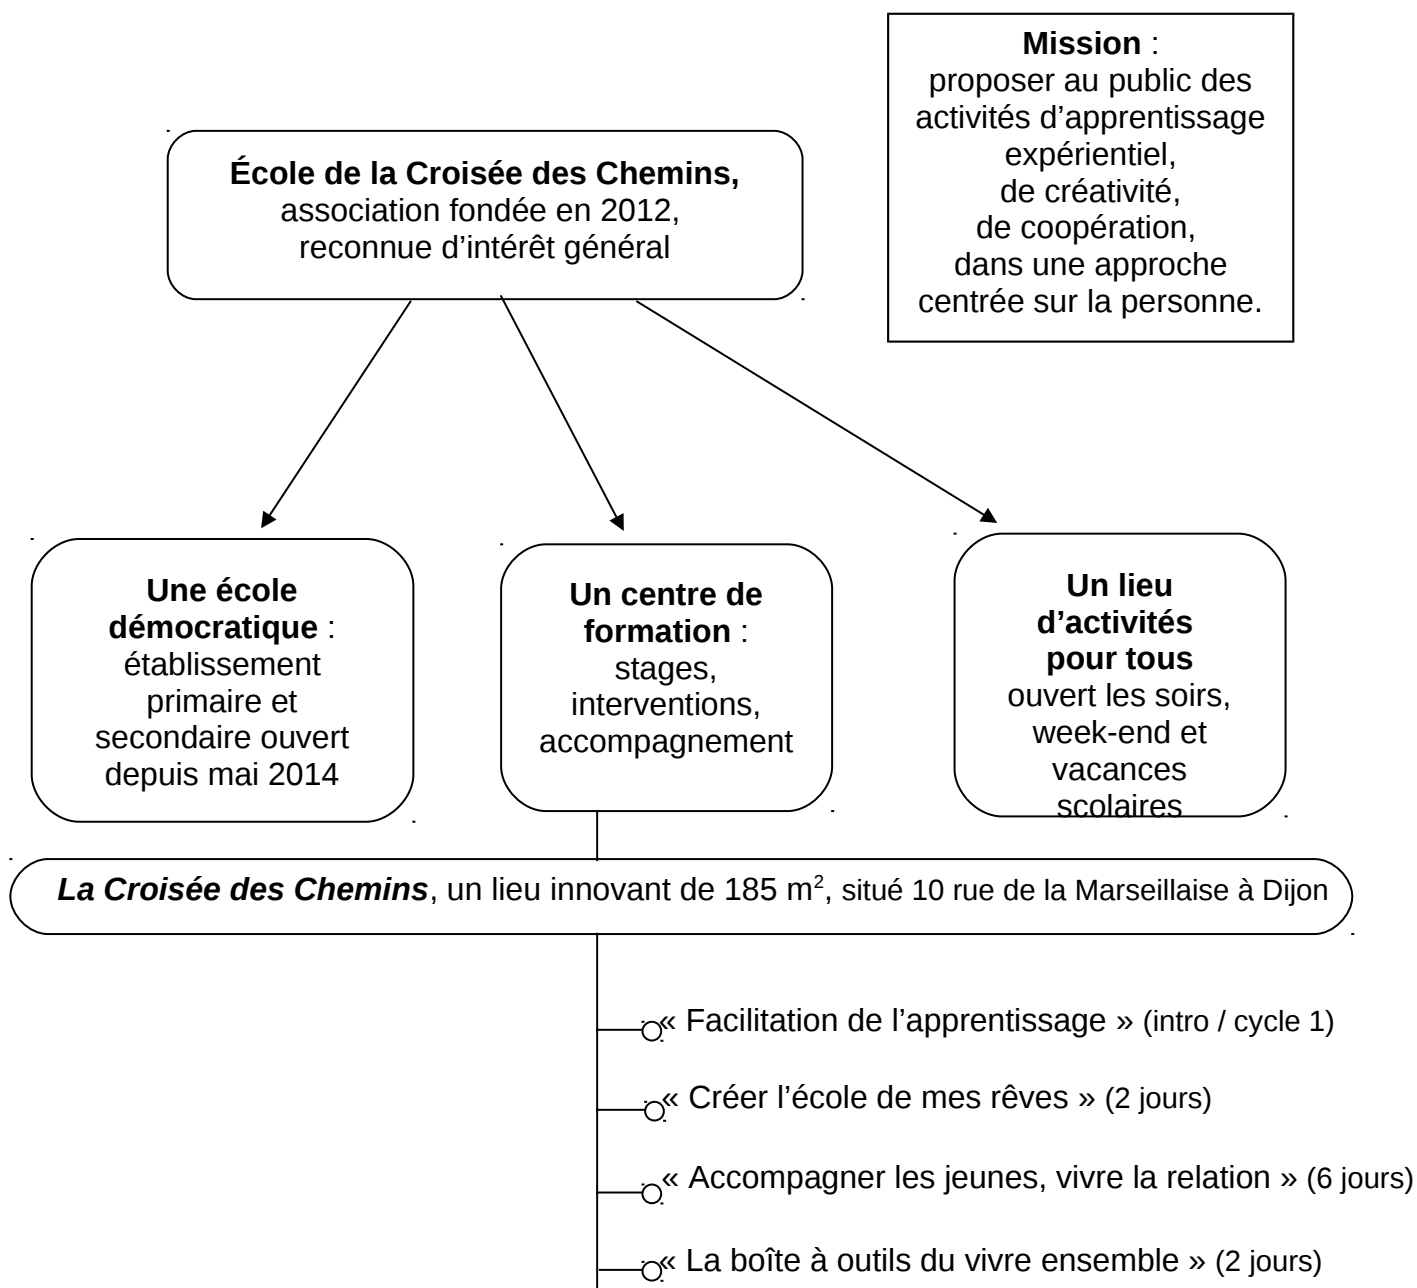 Mission :
proposer au public des
activités d’apprentissage
expérientiel,
de créativité,
de coopération,
dans une approche
centrée sur la personne.
École de la Croisée des Chemins,
association fondée en 2012,
reconnue d’intérêt général
Une école
démocratique :
établissement
primaire et
secondaire ouvert
depuis mai 2014
Un centre de
formation :
stages,
interventions,
accompagnement
Un lieu
d’activités
pour tous
ouvert les soirs,
week-end et
vacances
scolaires
La Croisée des Chemins, un lieu innovant de 185 m², situé 10 rue de la Marseillaise à Dijon
« Facilitation de l’apprentissage » (intro / cycle 1)
« Créer l’école de mes rêves » (2 jours)
« Accompagner les jeunes, vivre la relation » (6 jours)
« La boîte à outils du vivre ensemble » (2 jours)